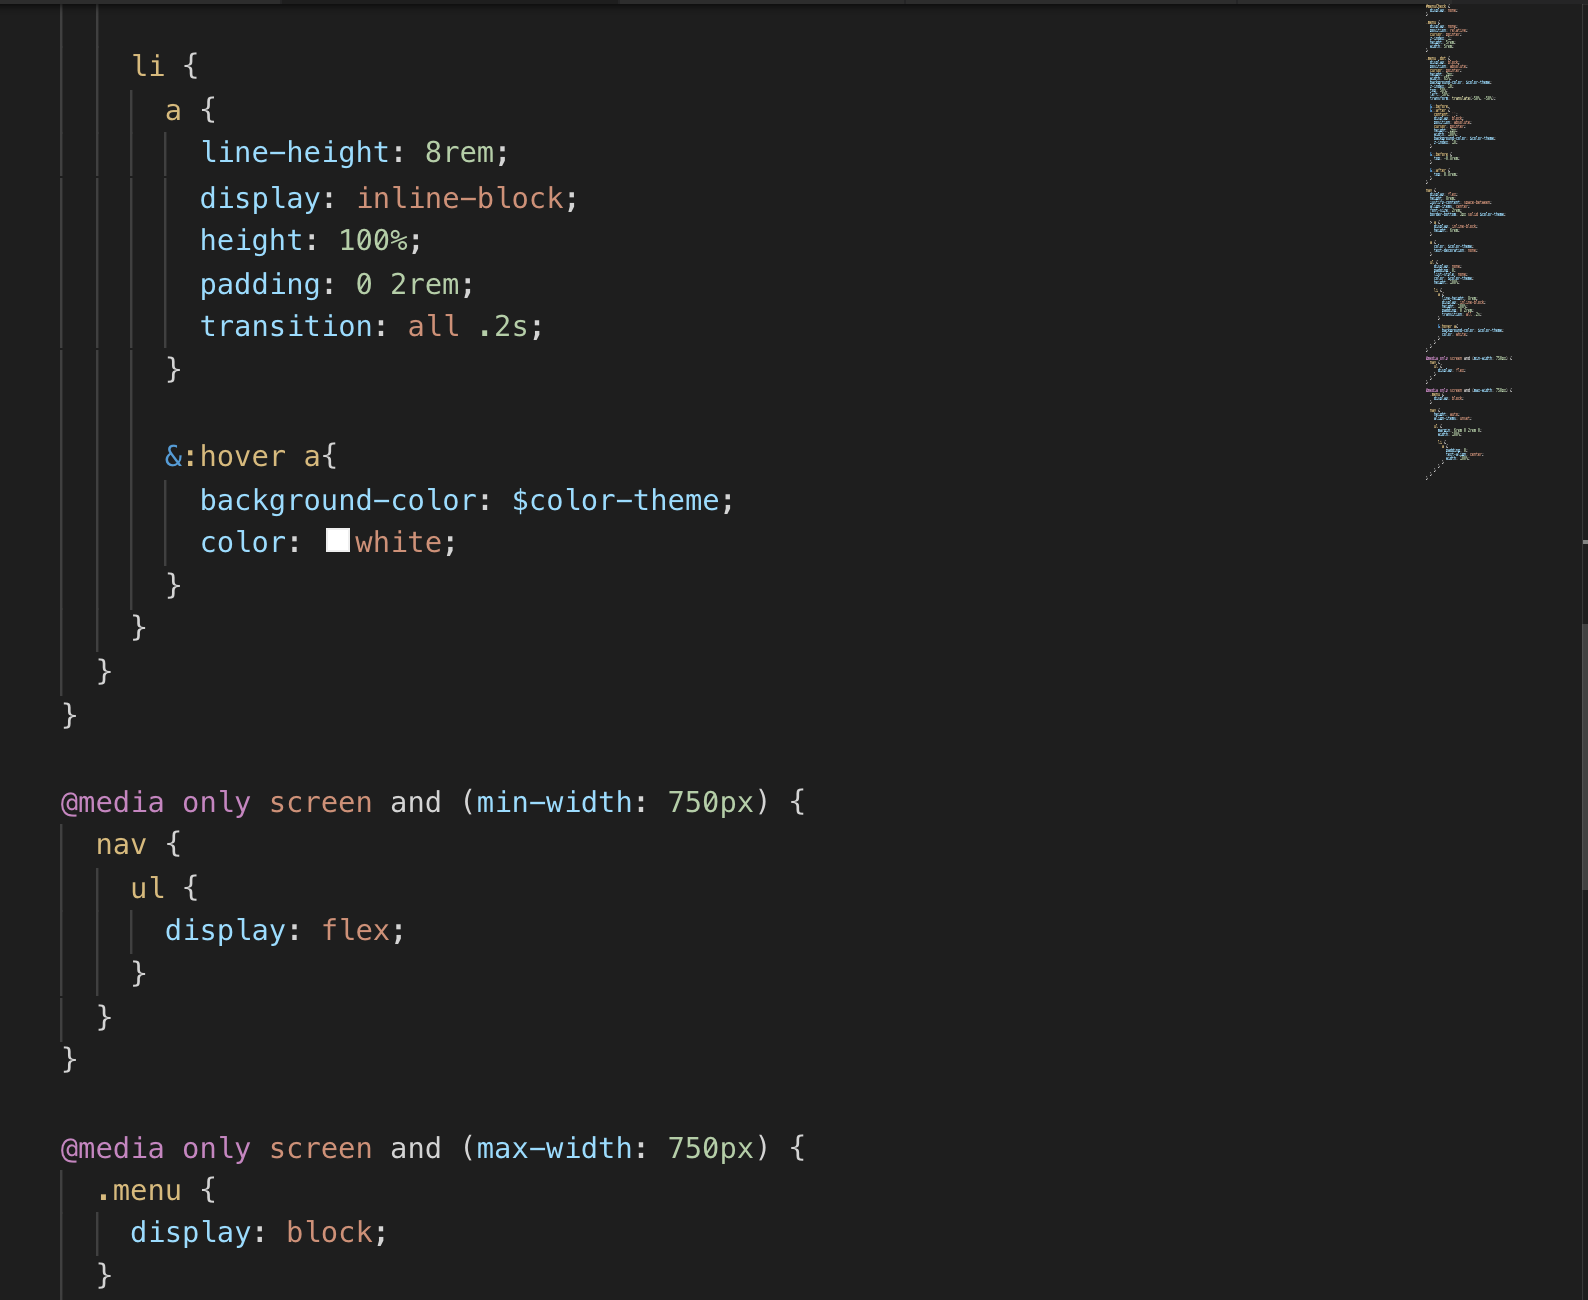 li {
a {
line-height: 8rem;
display: inline-block;
height: 100%;
padding: 0 2rem;
transition: all .2s;
}
&:hover a{
background-color: $color-theme;
color: white;
}
}
}
}
@media only screen and (min-width: 750px) {
nav {
ul {
display: flex;
}
}
}
@media only screen and (max-width: 750px) {
.menu {
display: block;
}